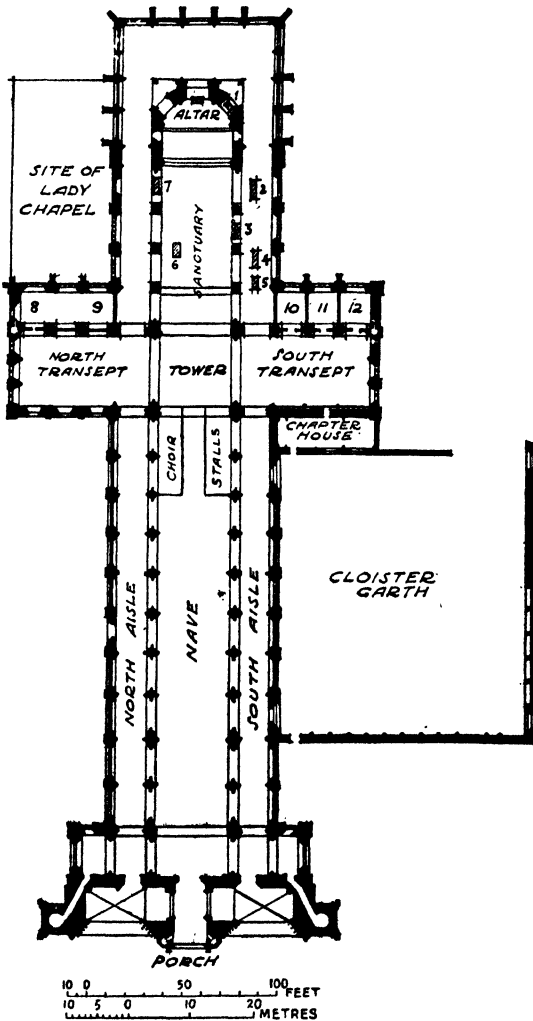 1
ALTAR
SITE OF
LADY
CHAPEL
7
2
SANCTUARY
3
6
4
5
8 9
10 11 12
NORTH
TRANSEPT
TOWER
SOUTH
TRANSEPT
CHAPTER
HOUSE
CHOIR
STALLS
CLOISTER
GARTH
NORTH AISLE
NAVE
SOUTH AISLE
PORCH
10 0 50 100 FEET
10 5 0 10 20 METRES